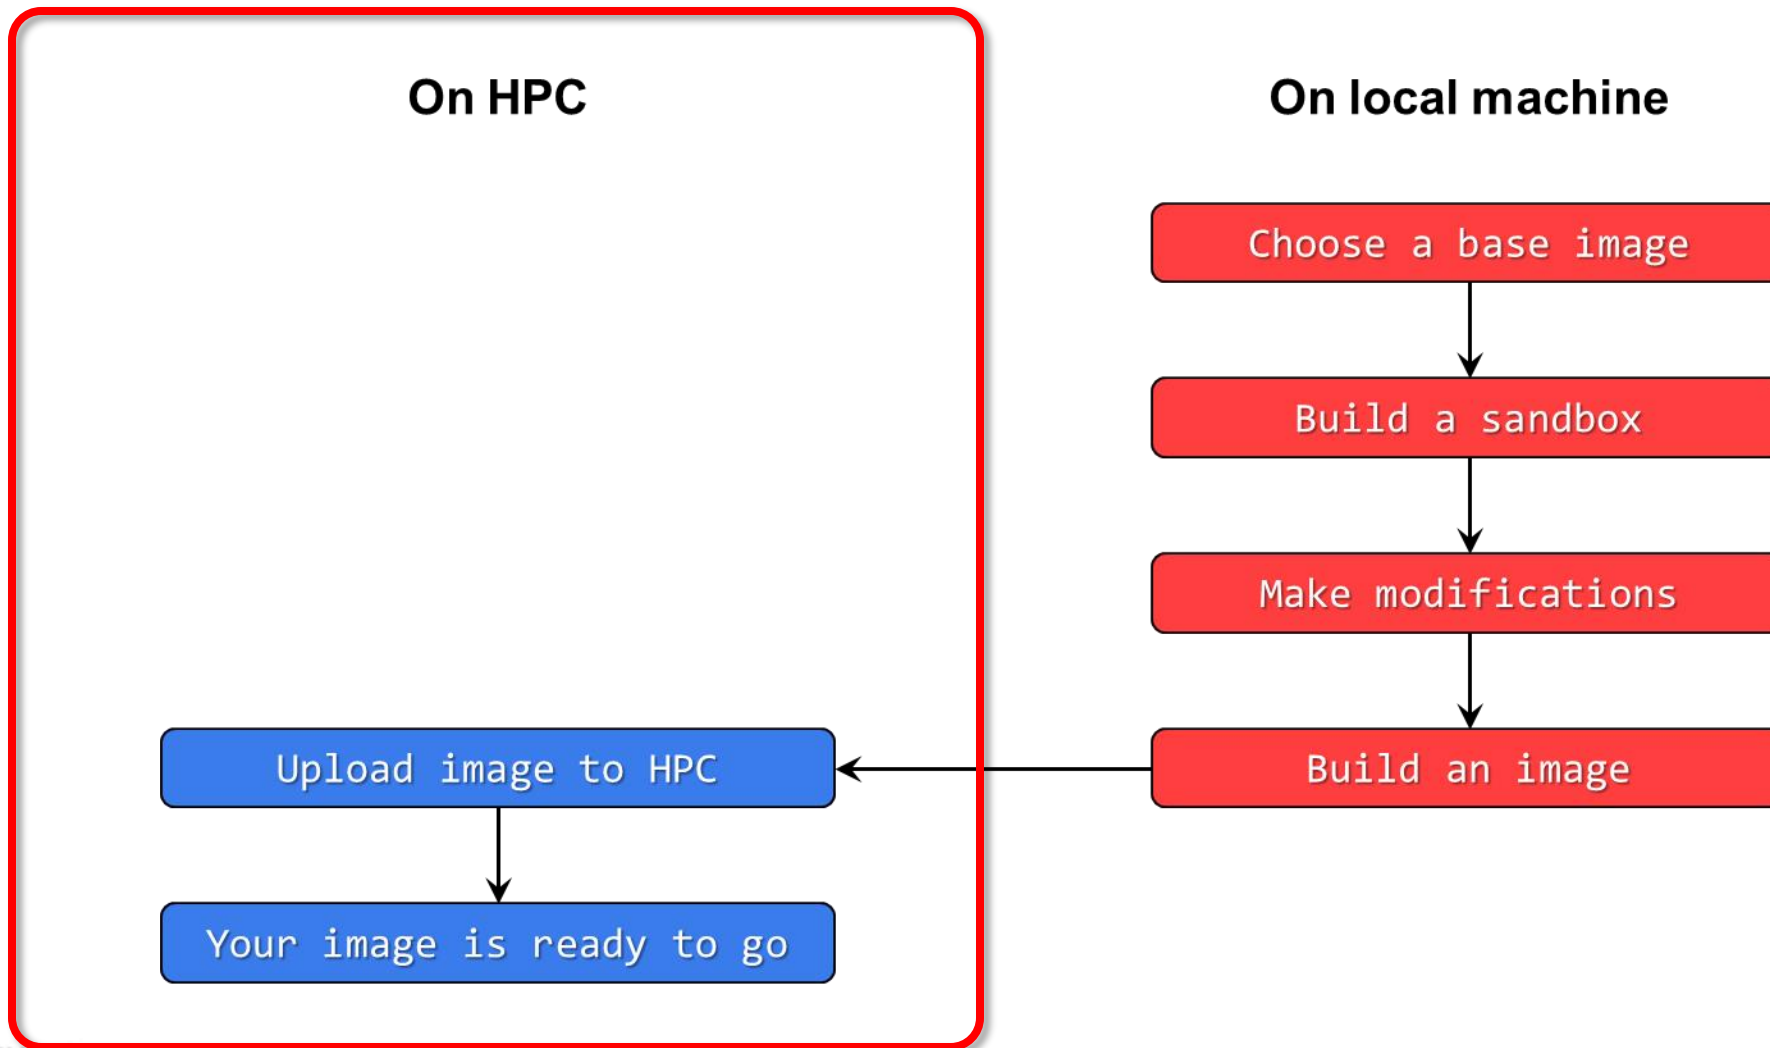 On HPC
On local machine
Choose a base image
Build a sandbox
Make modifications
Build an image
Upload image to HPC
Your image is ready to go